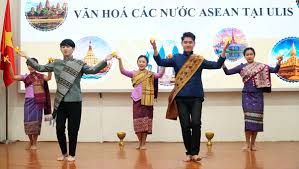 VĂN HOÁ CÁC NƯỚC ASEAN TẠI ULIS